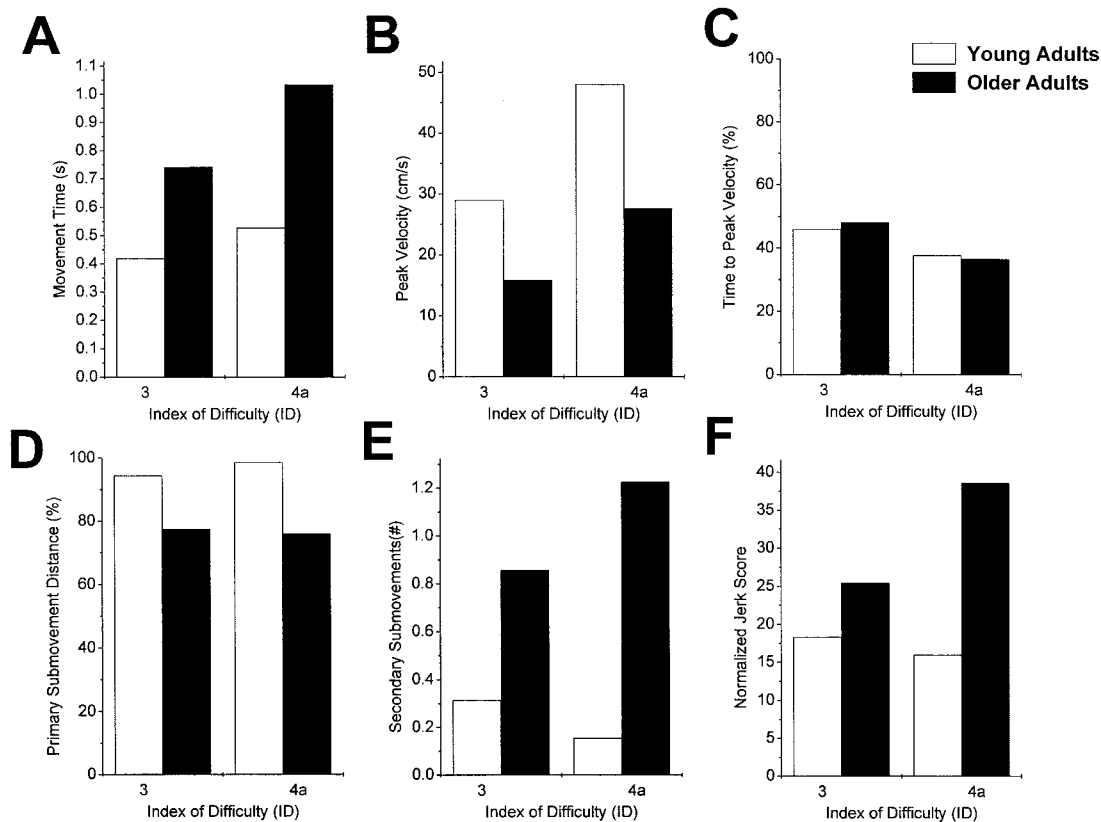 A
Movement Time (s)
1.1
1.0
0.9
0.8
0.7
0.6
0.5
0.4
0.3
0.2
0.1
0.0
3 4a
Index of Difficulty (ID)
B
Peak Velocity (cm/s)
50
40
30
20
10
0
3 4a
Index of Difficulty (ID)
C
Time to Peak Velocity (%)
100
80
60
40
20
0
3 4a
Index of Difficulty (ID)
Young Adults
Older Adults
D
Primary Submovement Distance (%)
100
80
60
40
20
0
3 4a
Index of Difficulty (ID)
E
Secondary Submovements(#)
1.2
1.0
0.8
0.6
0.4
0.2
0.0
3 4a
Index of Difficulty (ID)
F
Normalized Jerk Score
40
35
30
25
20
15
10
5
0
3 4a
Index of Difficulty (ID)